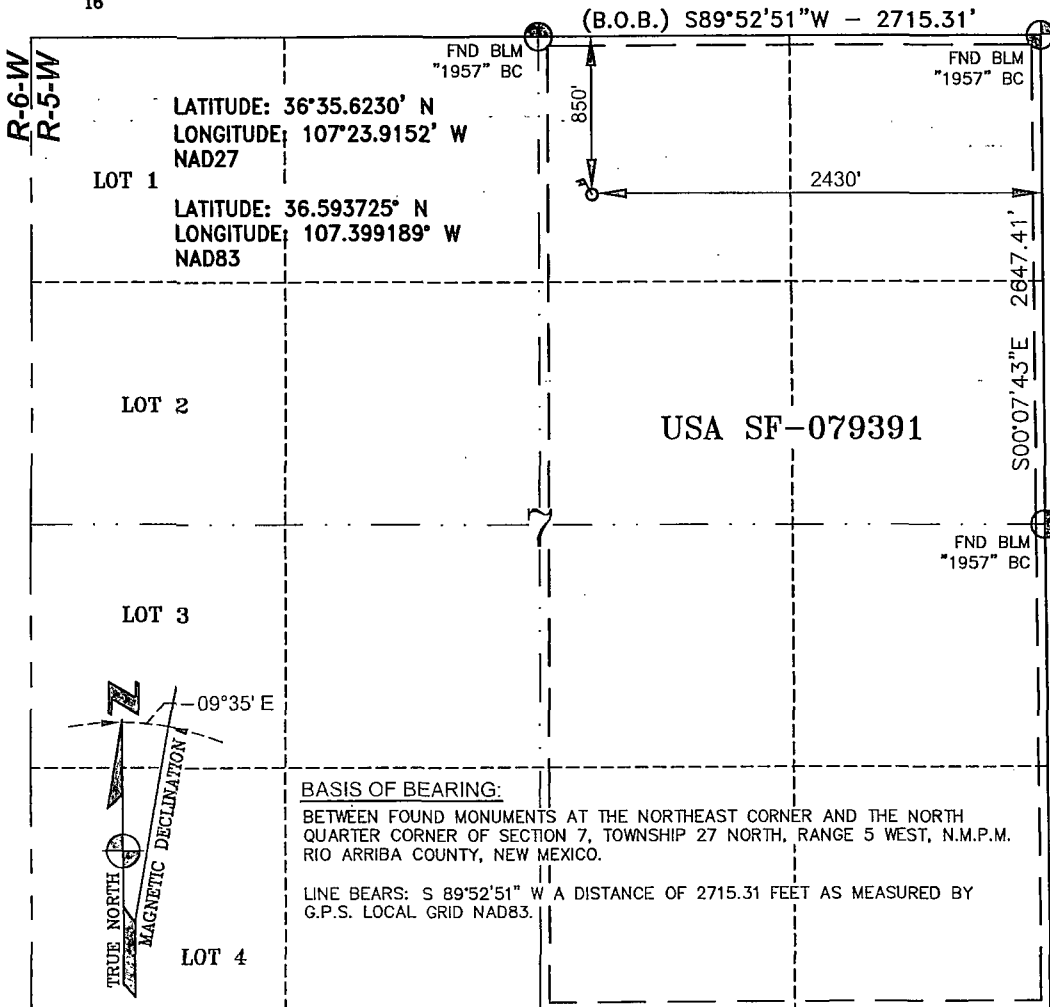 16
(B.O.B.) S89°52'51"W - 2715.31'
R-6-W
R-5-W
FND BLM
"1957" BC
FND BLM
"1957" BC
850'
LATITUDE: 36°35.6230' N
LONGITUDE: 107°23.9152' W
NAD27
LOT 1
2430'
LATITUDE: 36.593725° N
LONGITUDE: 107.399189° W
NAD83
S00°07'43"E 2647.41'
LOT 2
USA SF-079391
7
FND BLM
"1957" BC
LOT 3
N
09°35' E
TRUE NORTH
MAGNETIC DECLINATION
BASIS OF BEARING:
BETWEEN FOUND MONUMENTS AT THE NORTHEAST CORNER AND THE NORTH
QUARTER CORNER OF SECTION 7, TOWNSHIP 27 NORTH, RANGE 5 WEST, N.M.P.M.
RIO ARRIBA COUNTY, NEW MEXICO.
LINE BEARS: S 89°52'51" W A DISTANCE OF 2715.31 FEET AS MEASURED BY
G.P.S. LOCAL GRID NAD83.
LOT 4